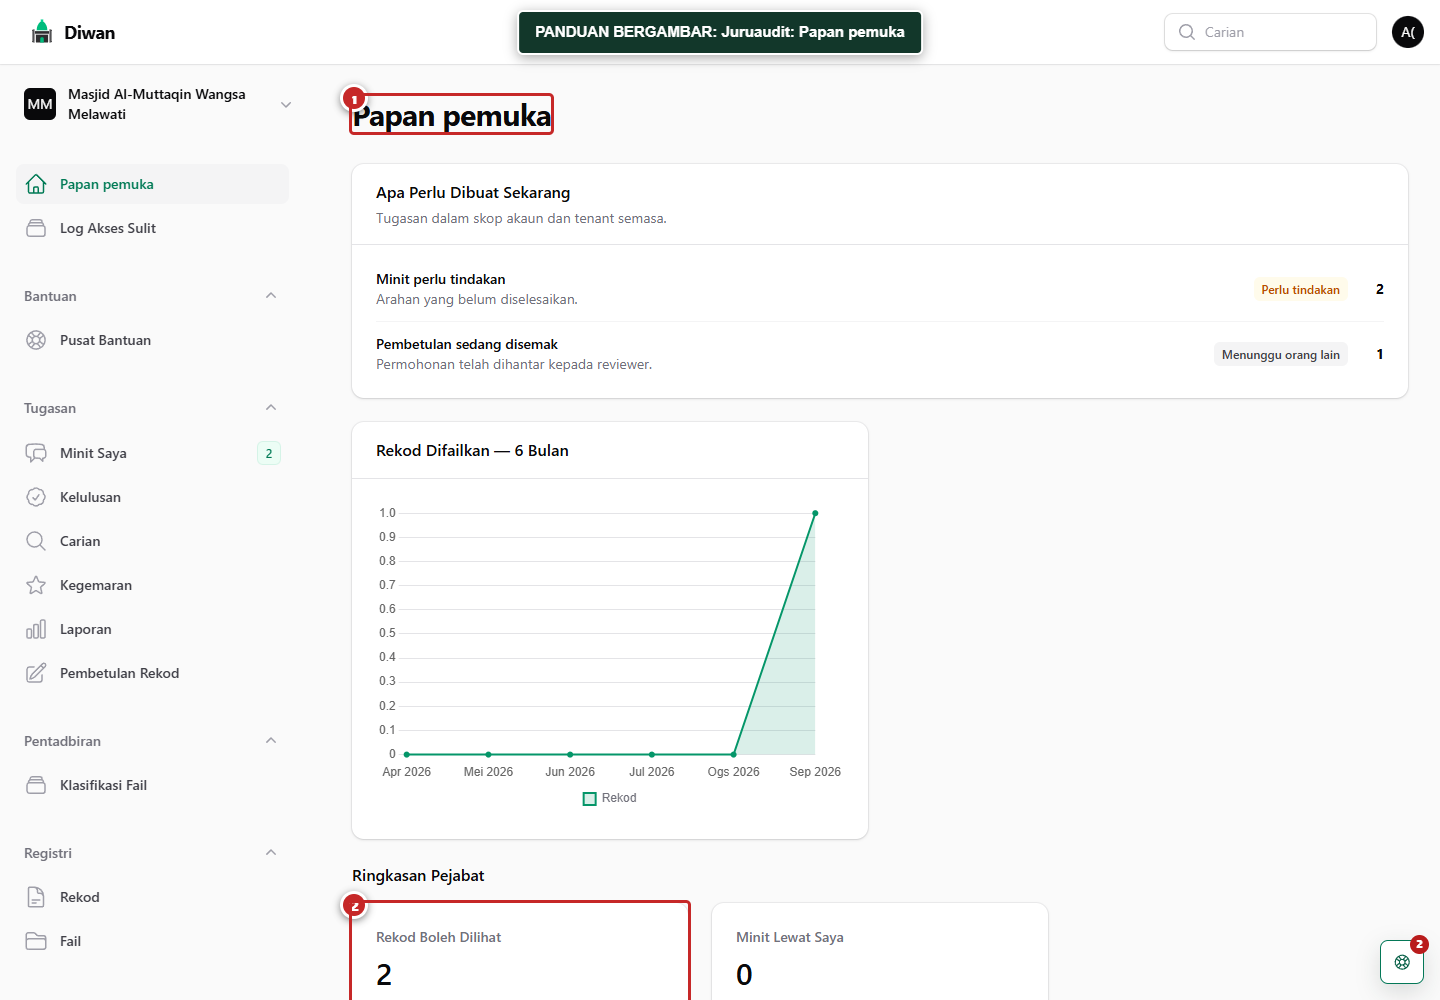 Diwan
PANDUAN BERGAMBAR: Juruaudit: Papan pemuka
Carian
A(
MM
Masjid Al-Muttaqin Wangsa
Melawati
Papan pemuka
Log Akses Sulit
Bantuan
Pusat Bantuan
Tugasan
Minit Saya
2
Kelulusan
Carian
Kegemaran
Laporan
Pembetulan Rekod
Pentadbiran
Klasifikasi Fail
Registri
Rekod
Fail
1
Papan pemuka
Apa Perlu Dibuat Sekarang
Tugasan dalam skop akaun dan tenant semasa.
Minit perlu tindakan
Arahan yang belum diselesaikan.
Perlu tindakan
2
Pembetulan sedang disemak
Permohonan telah dihantar kepada reviewer.
Menunggu orang lain
1
Rekod Difailkan — 6 Bulan
1.0
0.9
0.8
0.7
0.6
0.5
0.4
0.3
0.2
0.1
0
Apr 2026 Mei 2026 Jun 2026 Jul 2026 Ogs 2026 Sep 2026
Rekod
Ringkasan Pejabat
2
Rekod Boleh Dilihat
2
Minit Lewat Saya
0
2